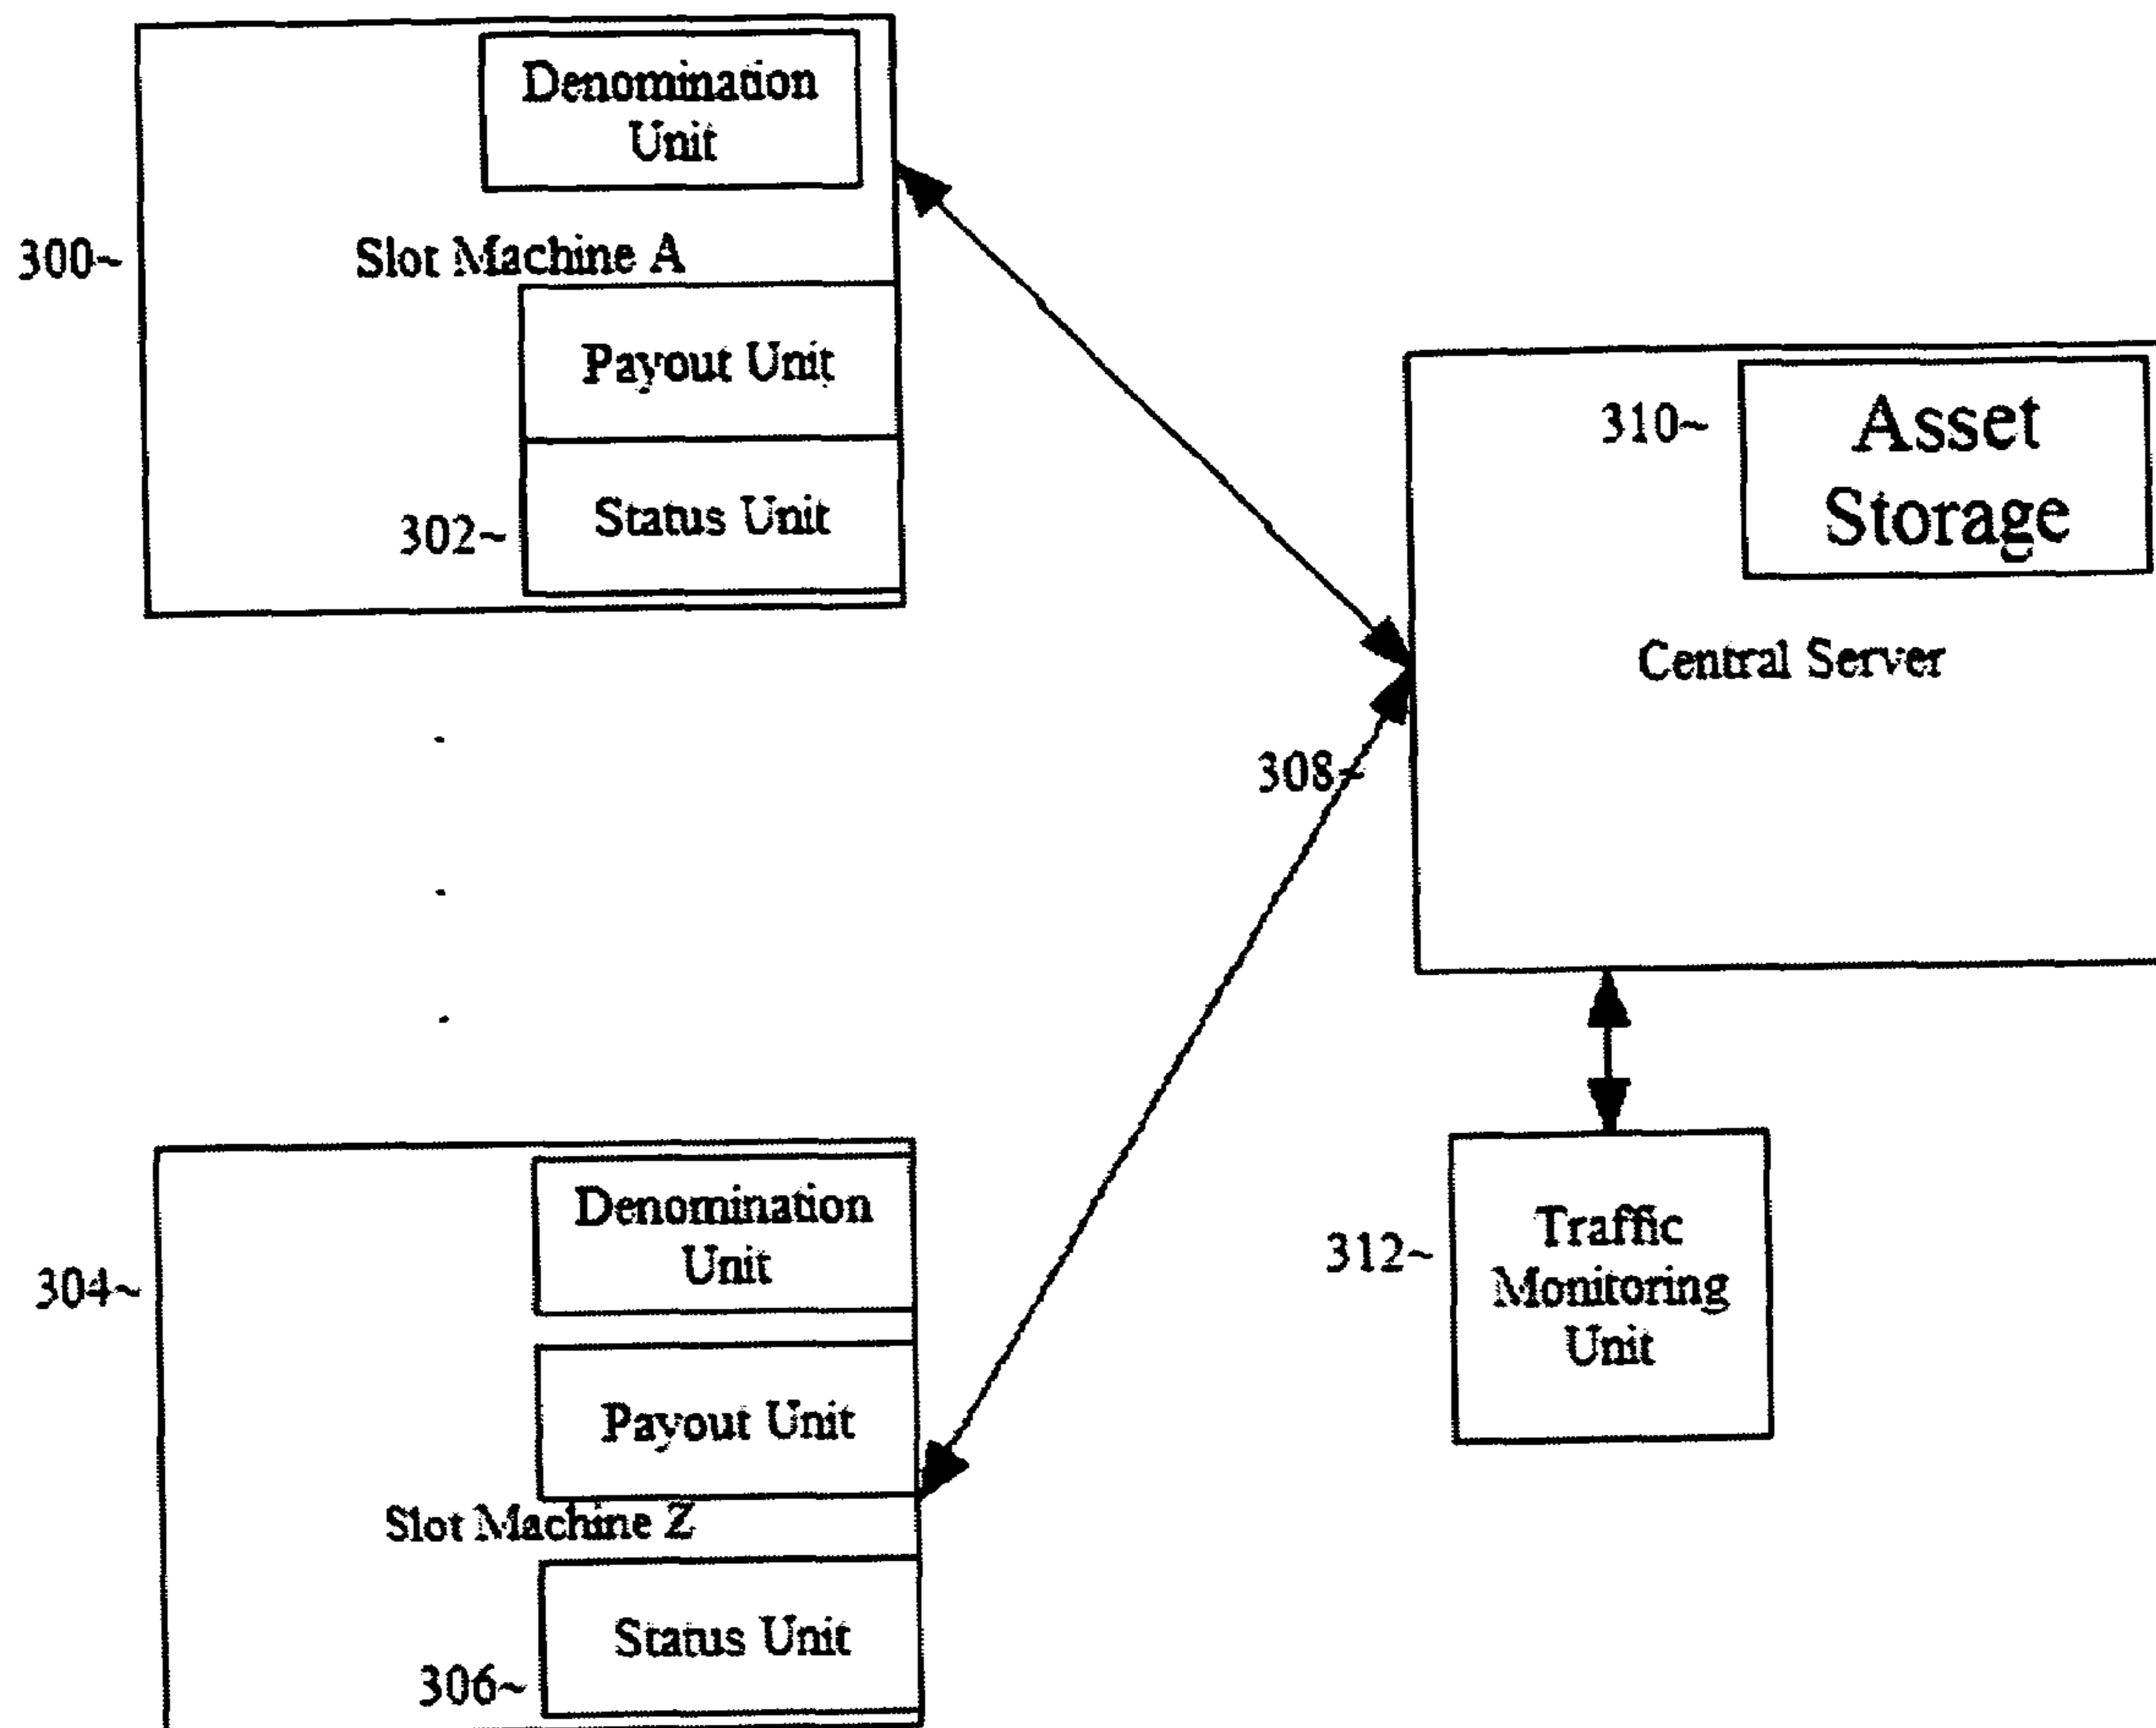 Denomination
Unit
300~
Slot Machine A
Payout Unit
302~
Status Unit
310~
Asset
Storage
Central Server
308~
304~
Denomination
Unit
Payout Unit
Slot Machine Z
306~
Status Unit
312~
Traffic
Monitoring
Unit